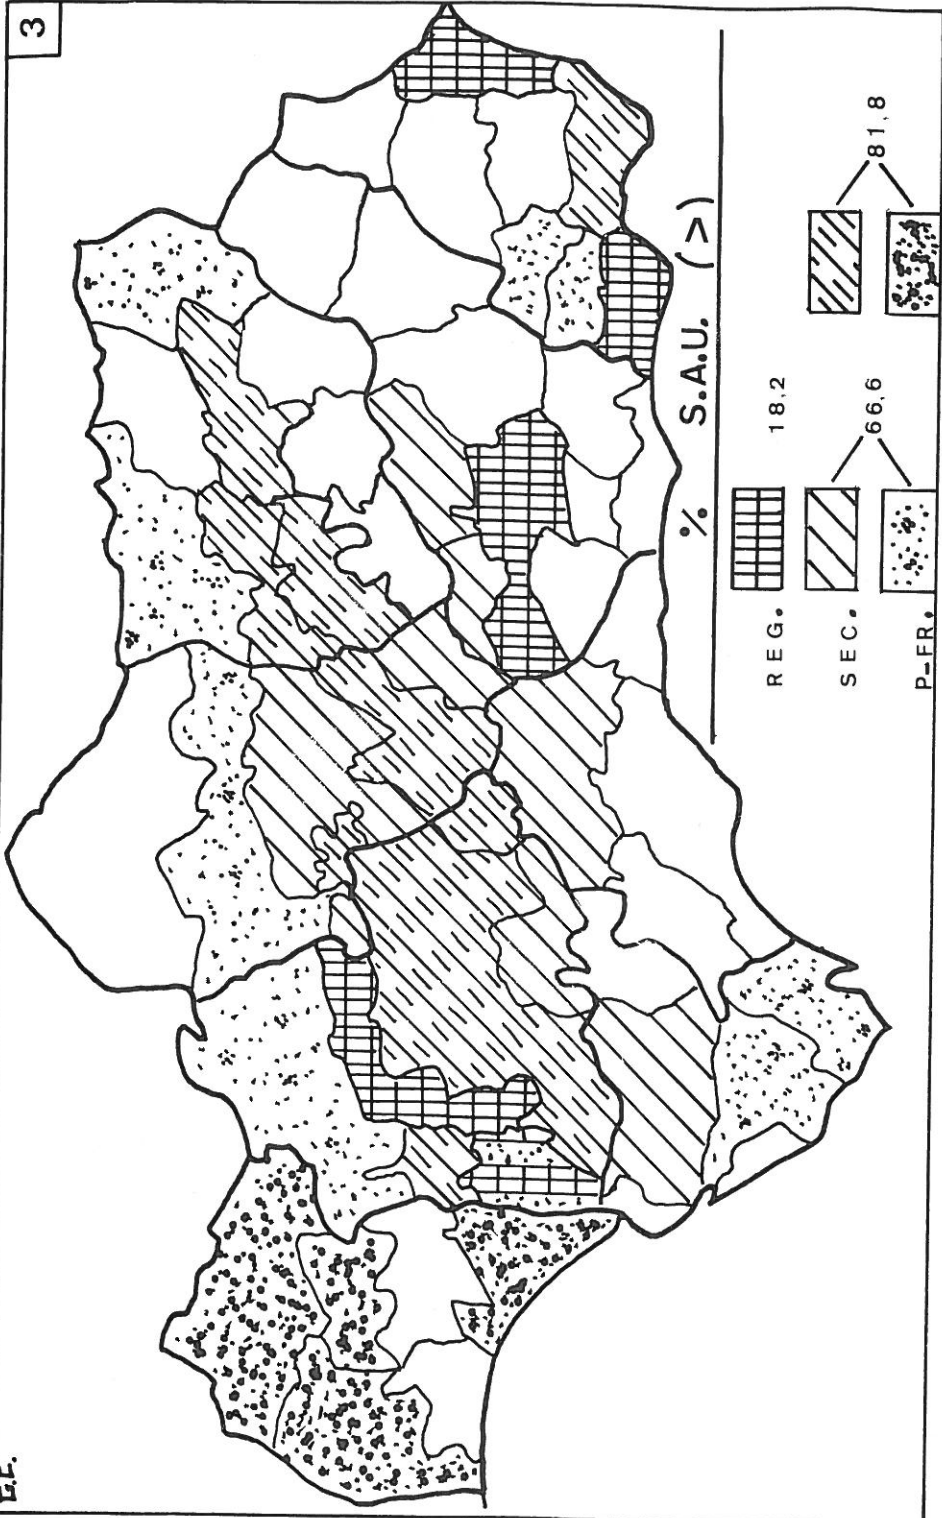 3
% S.A.U. (>)
REG. 18,2
SEC. 66,6 81,8
P-FR.